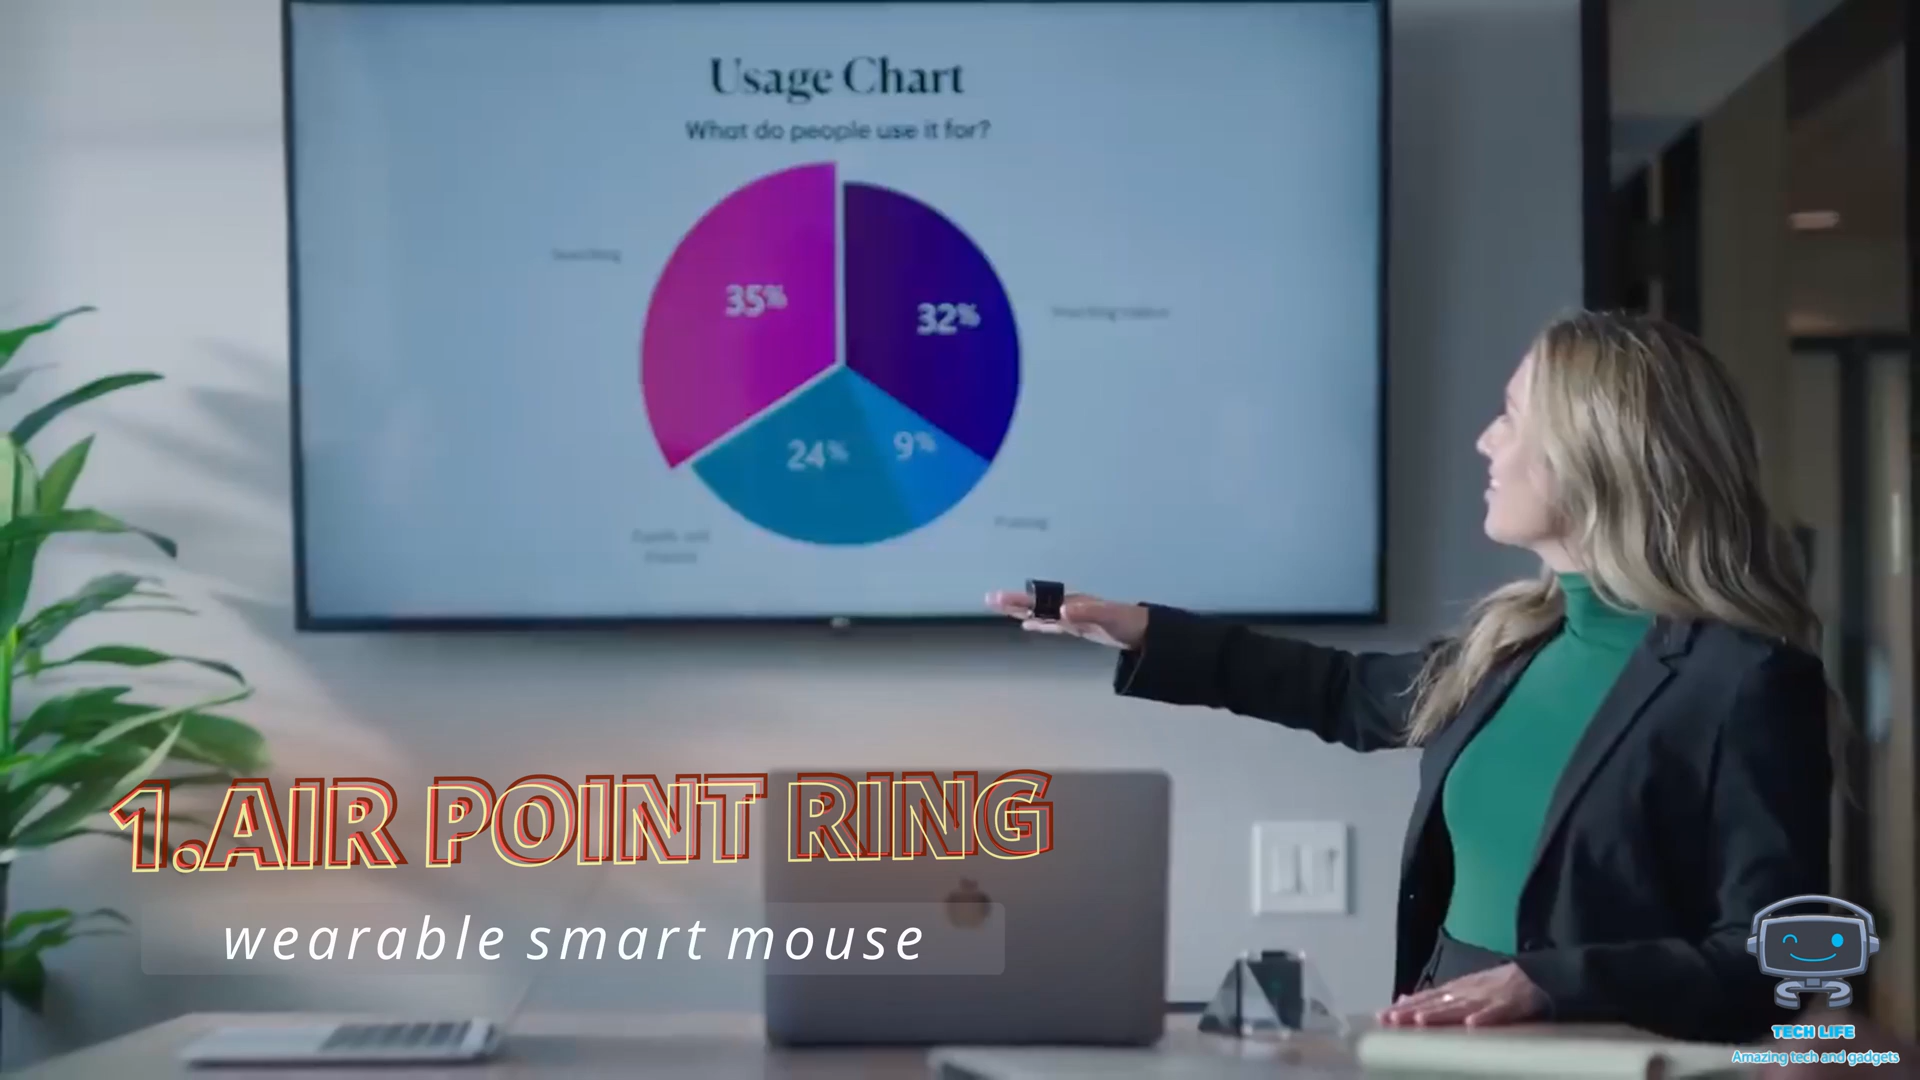 Usage Chart
What do people use it for?
35%
32%
24%
9%
1.AIR POINT RING
wearable smart mouse
TECH LIFE
Amazing tech and gadgets